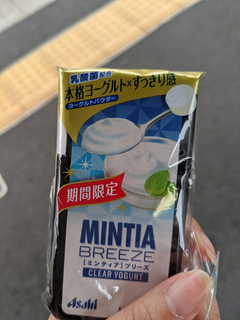 乳酸菌配合
本格ヨーグルト×すっきり感
ヨーグルトパウダー
期間限定
MINTIA
BREEZE
[ミンティア]ブリーズ
CLEAR YOGURT
Asahi